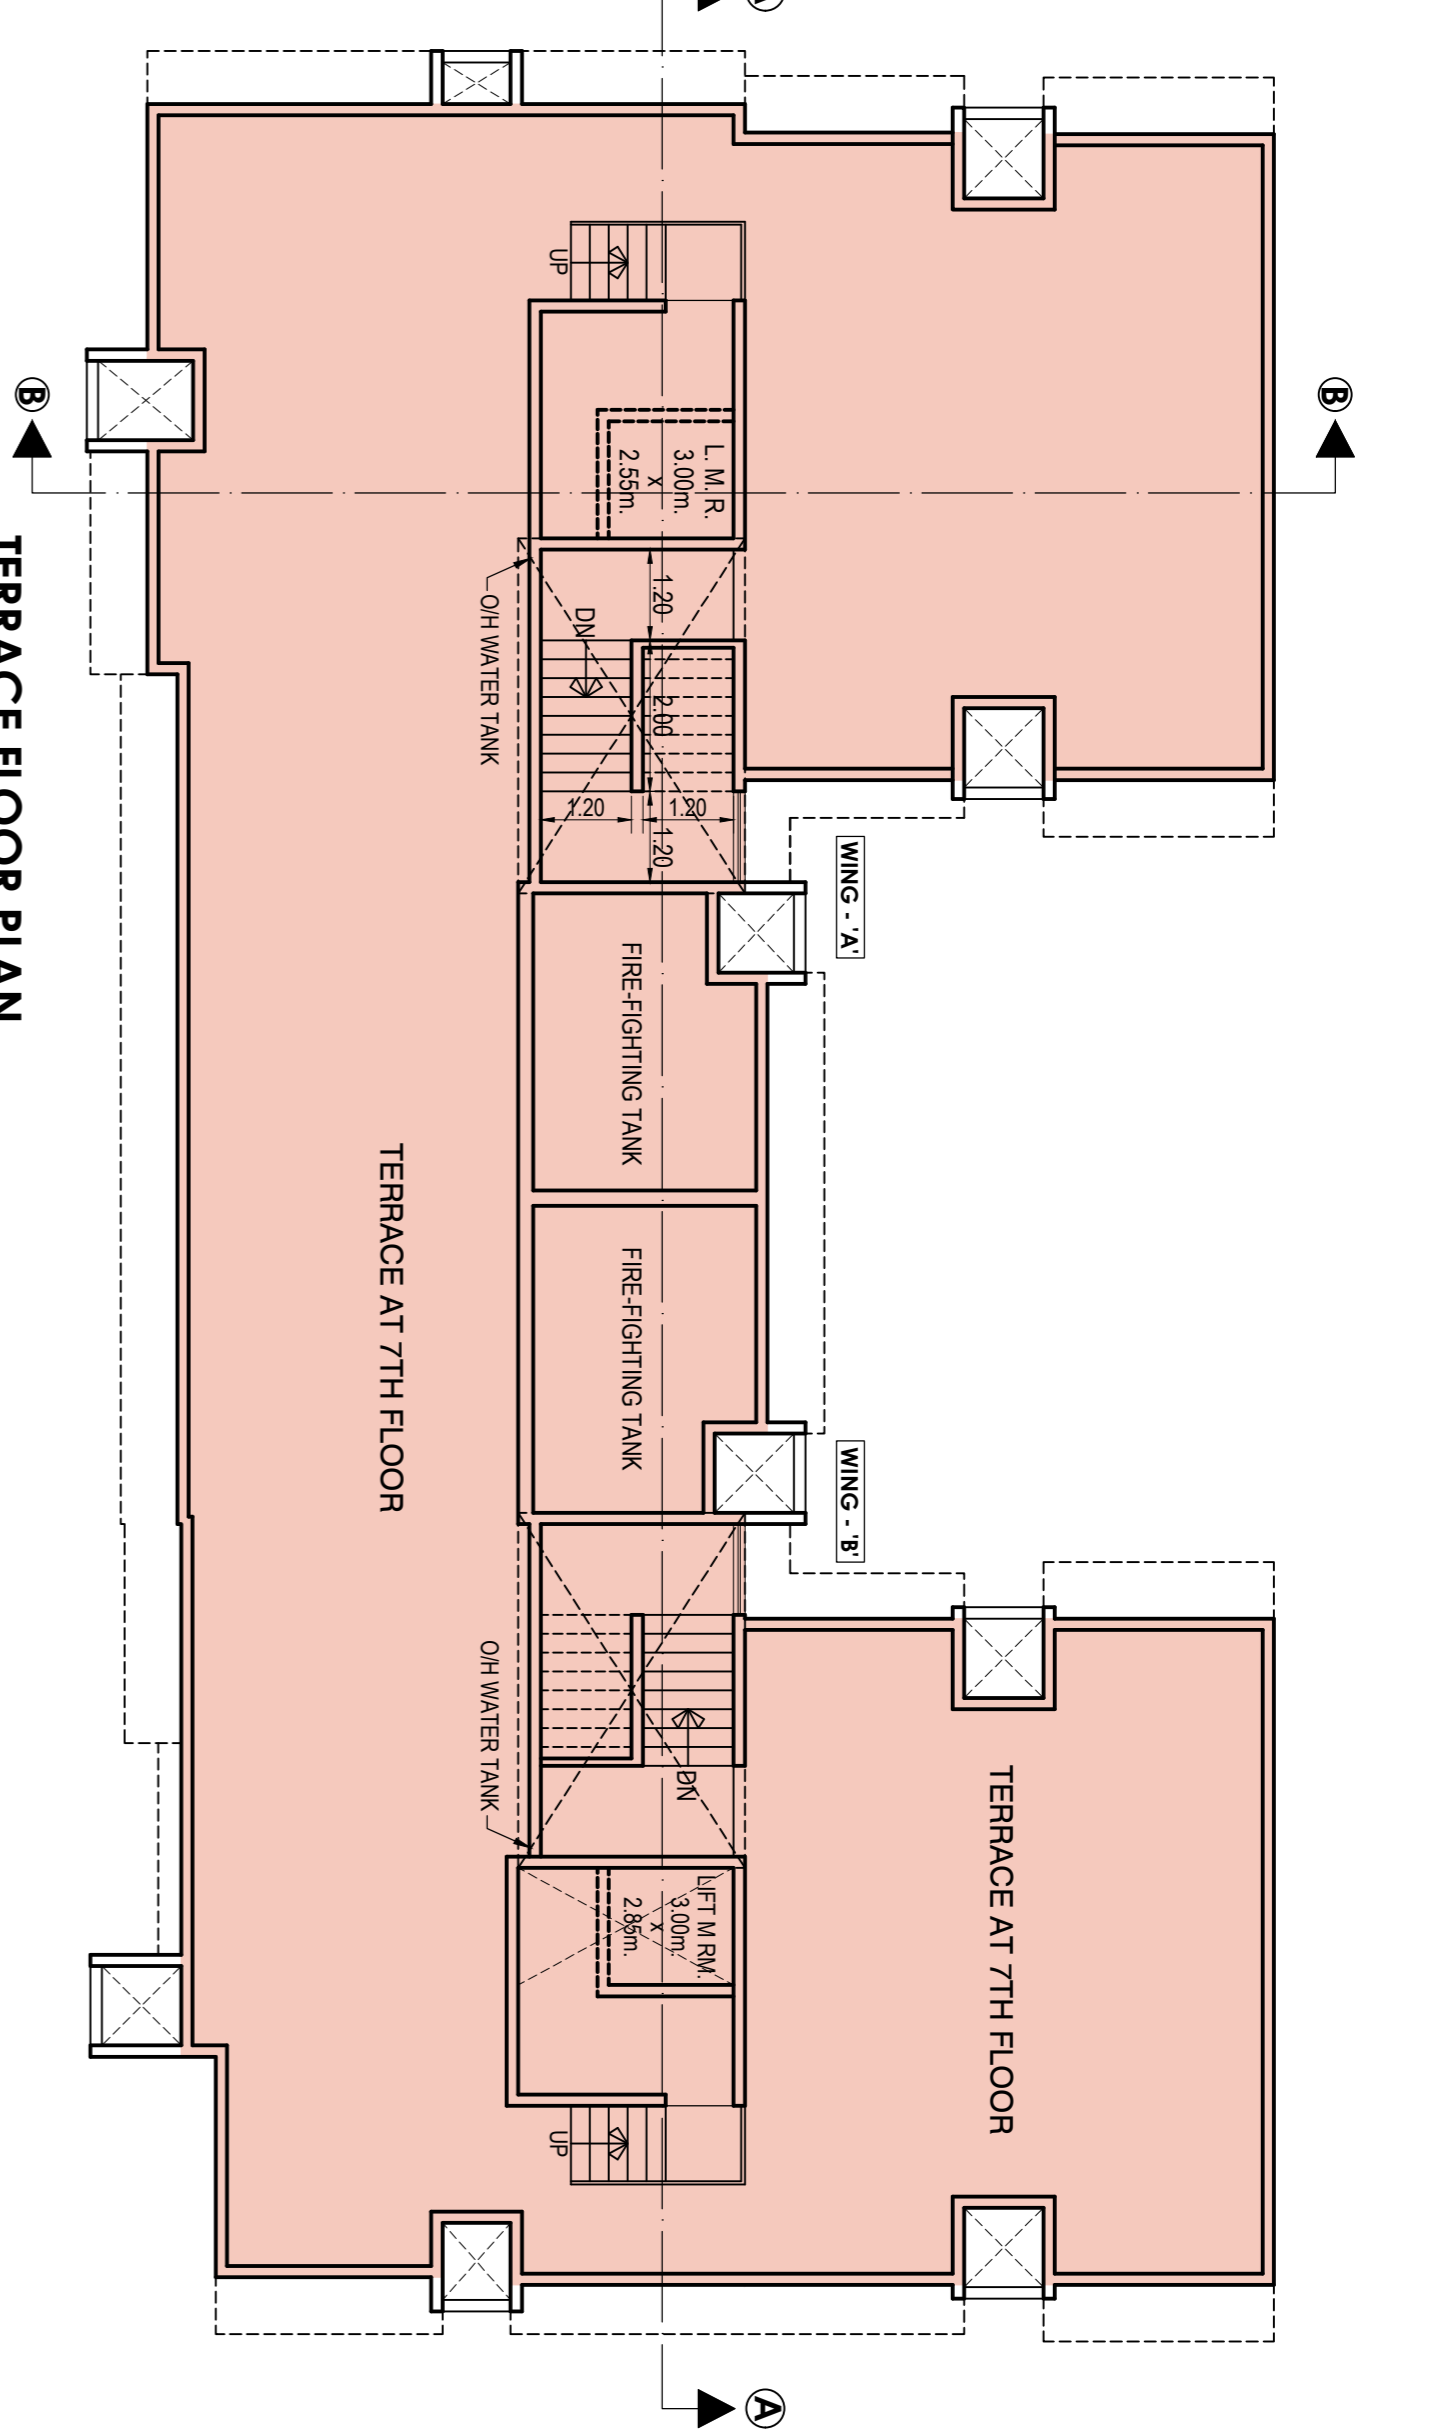 Ⓑ
Ⓑ
Ⓐ
WING - 'A'
WING - 'B'
TERRACE AT 7TH FLOOR
UP
L. M. R.
3.00m.
x
2.55m.
1.20
2.00
1.20
1.20
1.20
DN
O/H WATER TANK
FIRE-FIGHTING TANK
FIRE-FIGHTING TANK
DN
O/H WATER TANK
LIFT M RM.
3.00m.
x
2.85m.
UP
TERRACE AT 7TH FLOOR
TERRACE FLOOR PLAN